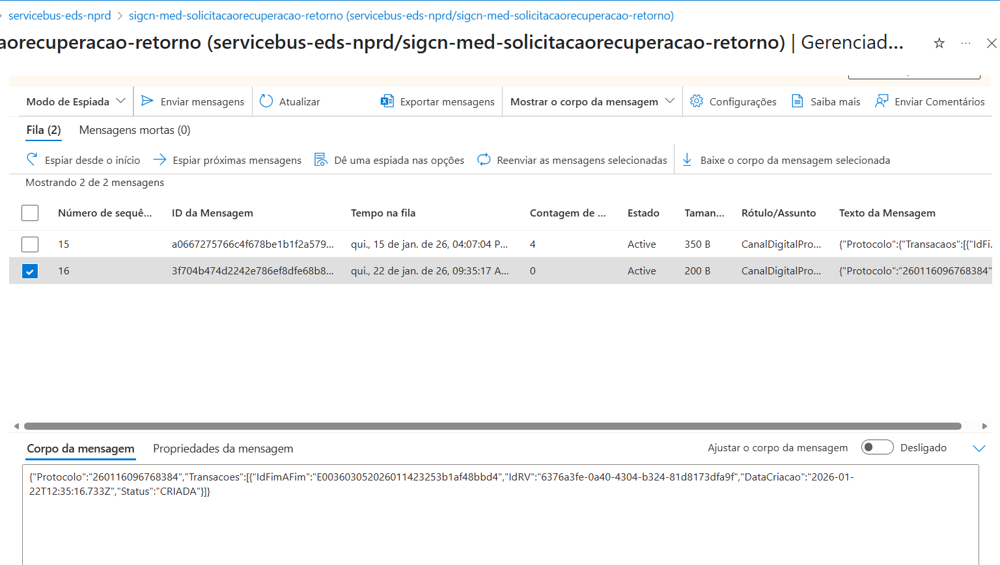 servicebus-eds-nprd > sigcn-med-solicitacaorecuperacao-retorno (servicebus-eds-nprd/sigcn-med-solicitacaorecuperacao-retorno)
aorecuperacao-retorno (servicebus-eds-nprd/sigcn-med-solicitacaorecuperacao-retorno) | Gerenciad...
Modo de Espiada Enviar mensagens Atualizar Exportar mensagens Mostrar o corpo da mensagem Configurações Saiba mais Enviar Comentários
Fila (2) Mensagens mortas (0)
Espiar desde o início Espiar próximas mensagens Dê uma espiada nas opções Reenviar as mensagens selecionadas Baixe o corpo da mensagem selecionada
Mostrando 2 de 2 mensagens
Número de sequê... ID da Mensagem Tempo na fila Contagem de ... Estado Taman... Rótulo/Assunto Texto da Mensagem
15 a0667275766c4f678be1b1f2a579... qui., 15 de jan. de 26, 04:07:04 P... 4 Active 350 B CanalDigitalPro... {"Protocolo":{"Transacaos":[{"IdFi.
16 3f704b474d2242e786ef8dfe68b8... qui., 22 de jan. de 26, 09:35:17 A... 0 Active 200 B CanalDigitalPro... {"Protocolo":"260116096768384"
Corpo da mensagem Propriedades da mensagem Ajustar o corpo da mensagem Desligado
{"Protocolo":"260116096768384","Transacoes":[{"IdFimAFim":"E003603052026011423253b1af48bbd4","IdRV":"6376a3fe-0a40-4304-b324-81d8173dfa9f","DataCriacao":"2026-01-
22T12:35:16.733Z","Status":"CRIADA"}]}